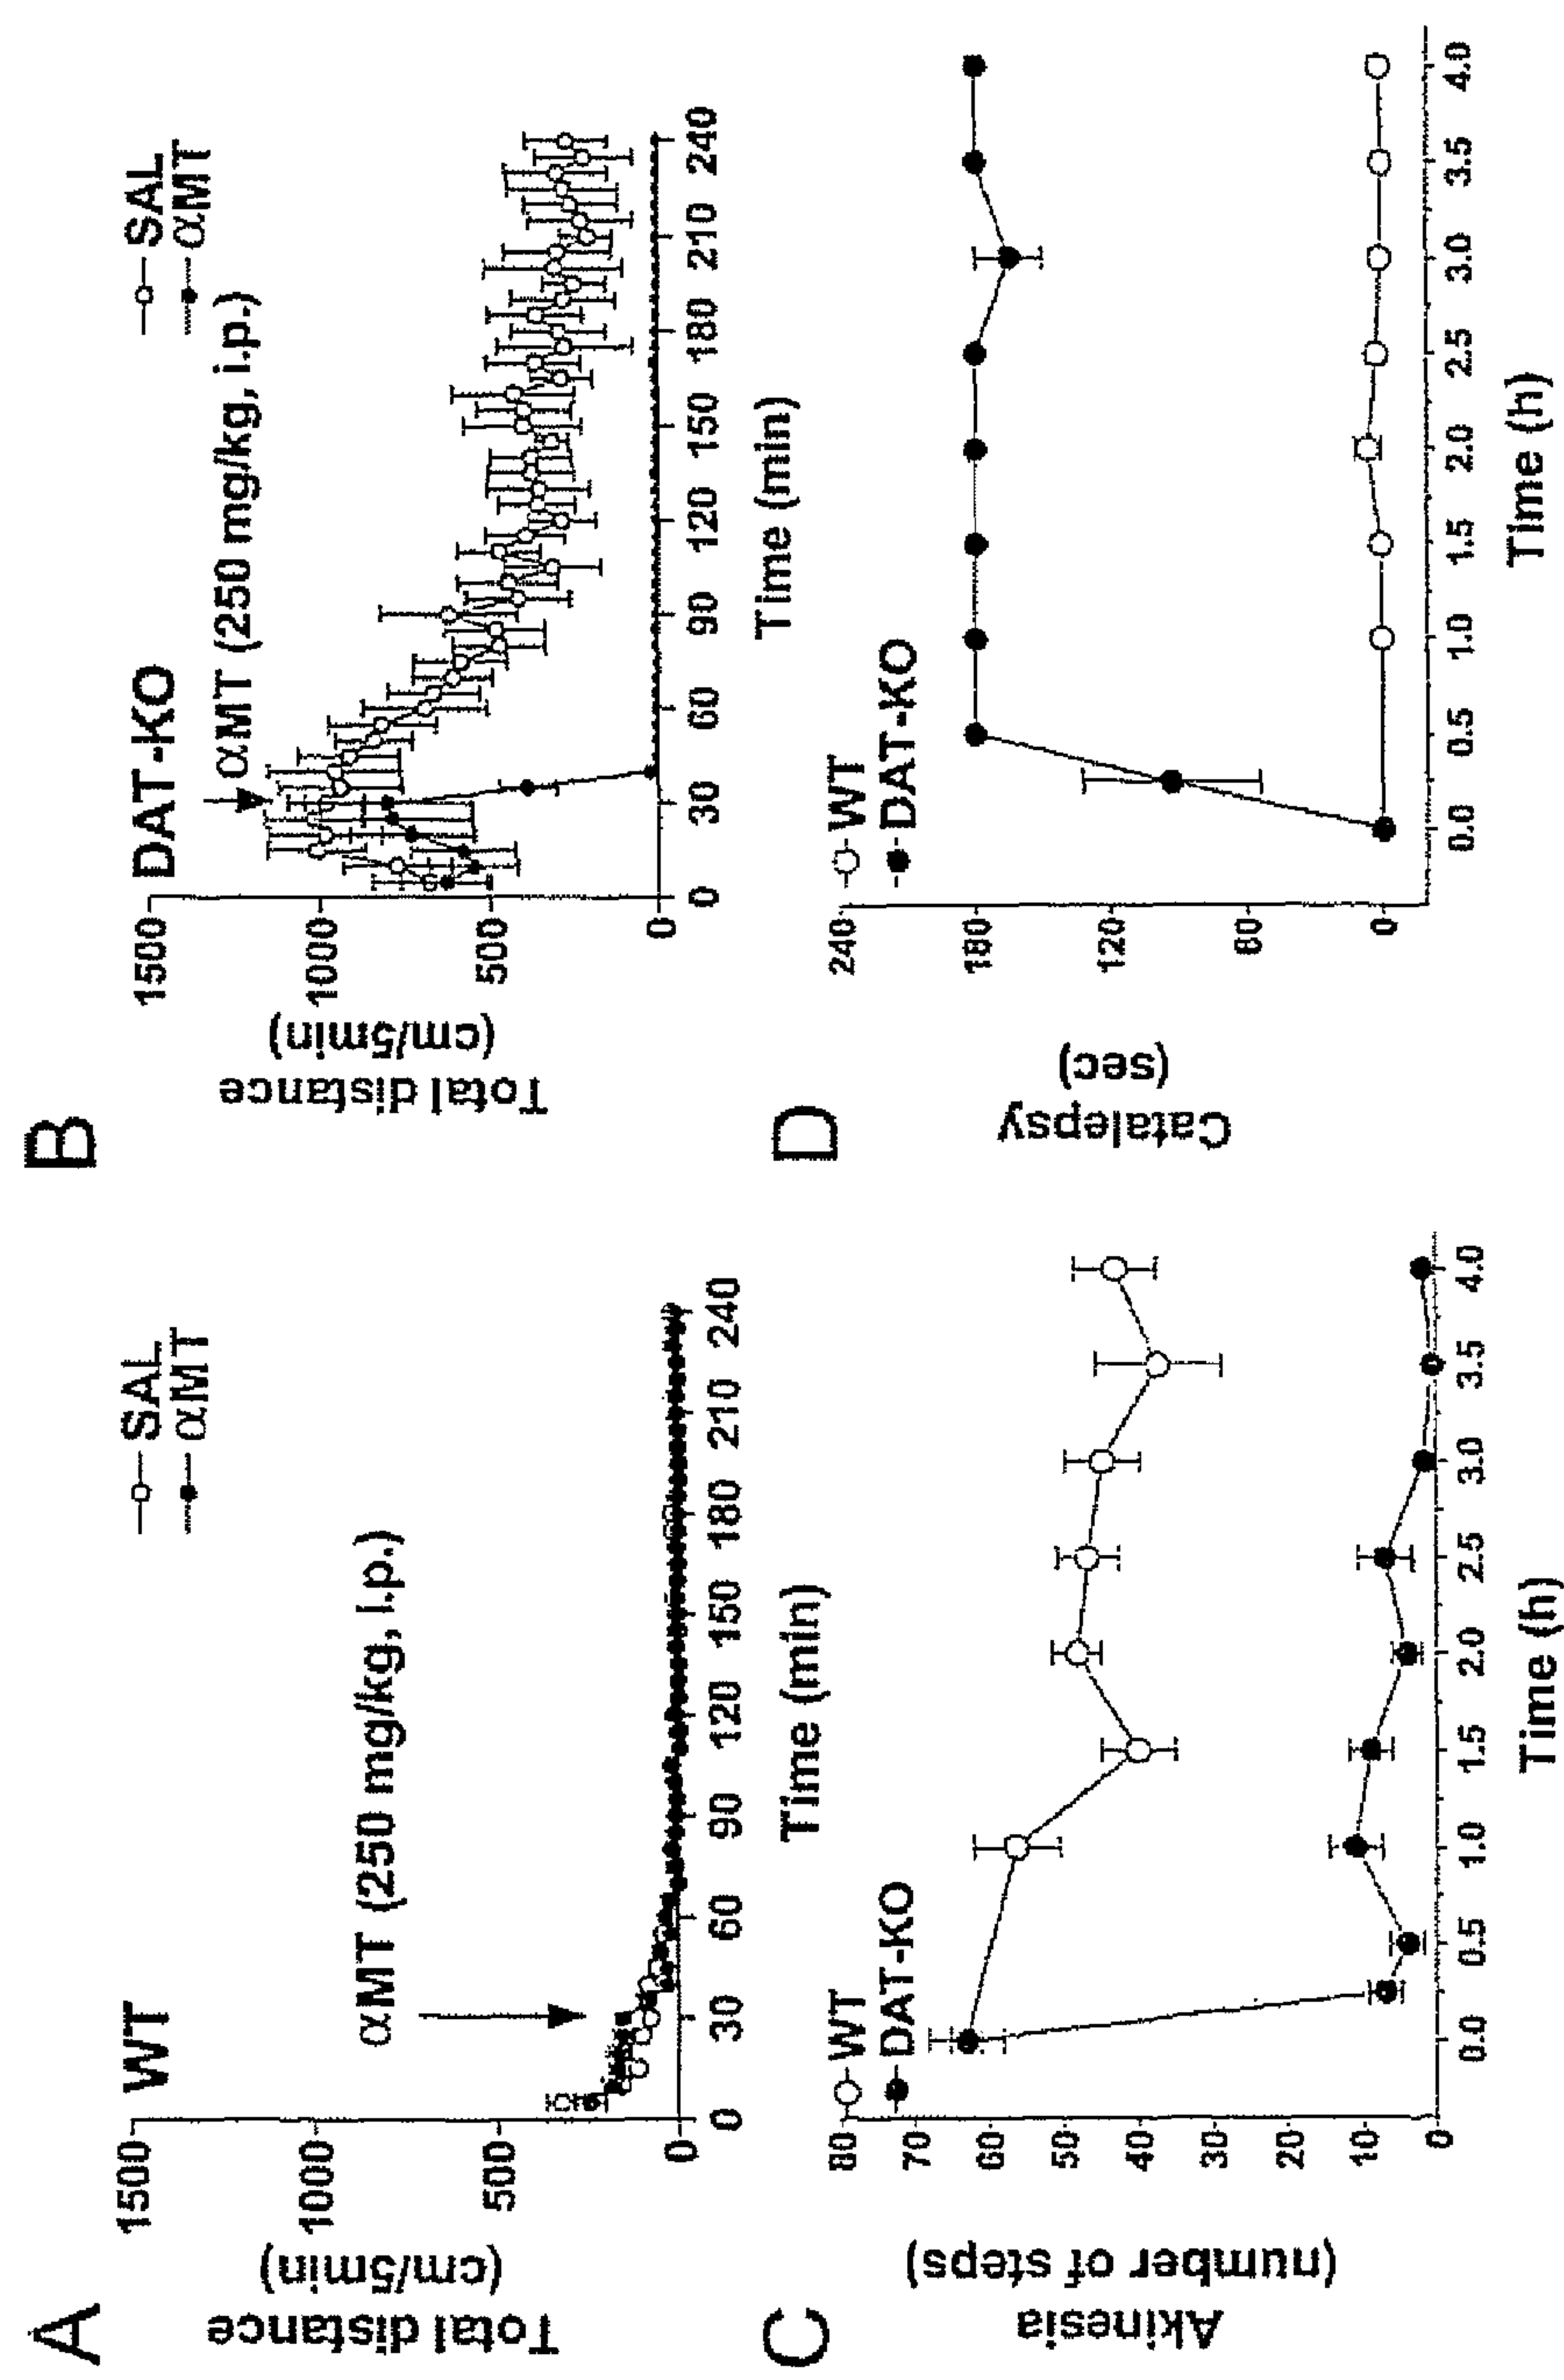 A
WT
SAL
αMT
αMT (250 mg/kg, i.p.)
Total distance
(cm/5min)
1500
1000
500
0
0 30 60 90 120 150 180 210 240
Time (min)
B
DAT-KO
SAL
αMT
αMT (250 mg/kg, i.p.)
Total distance
(cm/5min)
1500
1000
500
0
0 30 60 90 120 150 180 210 240
Time (min)
C
WT
DAT-KO
Akinesia
(number of steps)
80
70
60
50
40
30
20
10
0
0.0 0.5 1.0 1.5 2.0 2.5 3.0 3.5 4.0
Time (h)
D
WT
DAT-KO
Catalepsy
(sec)
240
180
120
60
0
0.0 0.5 1.0 1.5 2.0 2.5 3.0 3.5 4.0
Time (h)